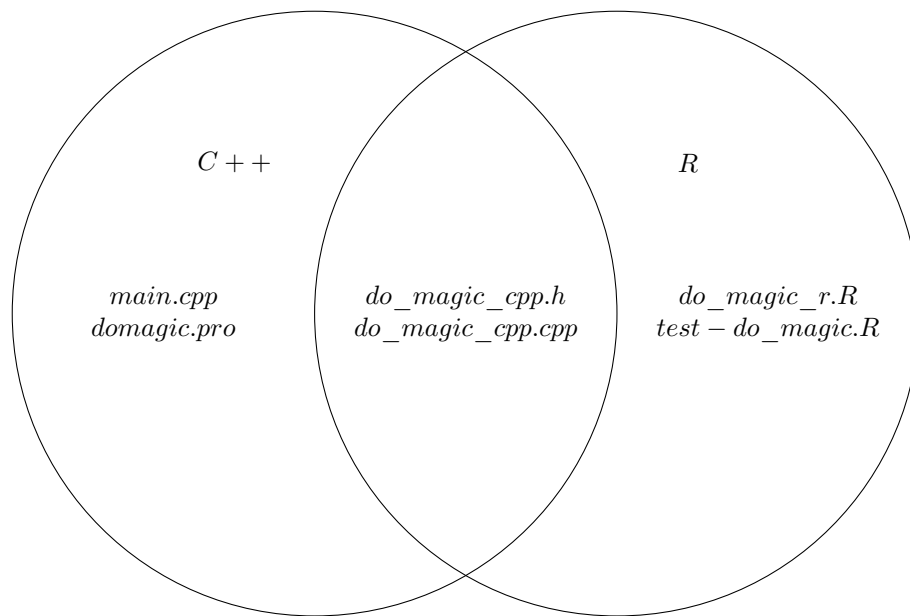 C + +
R
main.cpp
domagic.pro
do_magic_cpp.h
do_magic_cpp.cpp
do_magic_r.R
test − do_magic.R